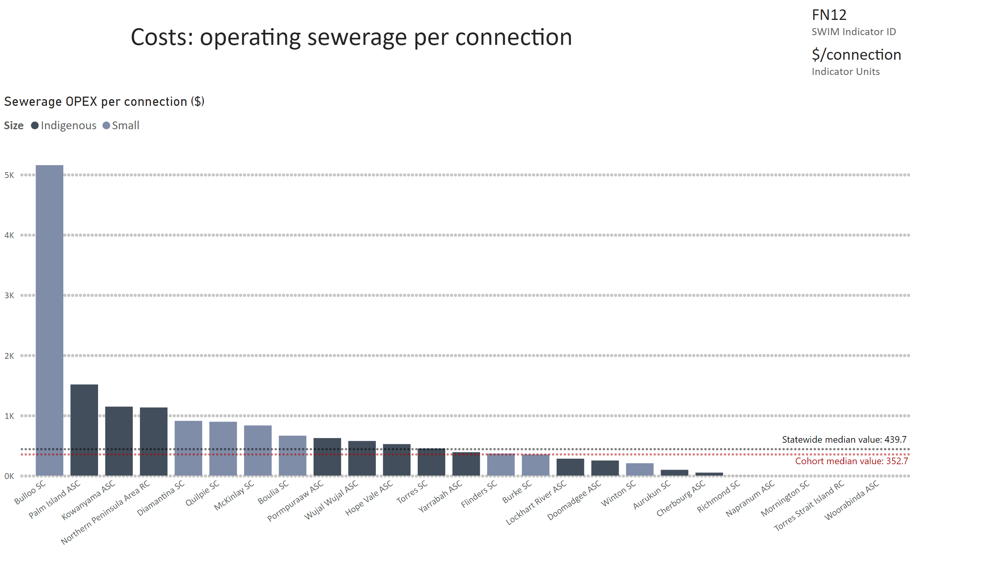 Costs: operating sewerage per connection
FN12
SWIM Indicator ID
$/connection
Indicator Units
Sewerage OPEX per connection ($)
Size Indigenous Small
5K
4K
3K
2K
1K
0K
Statewide median value: 439.7
Cohort median value: 352.7
Bulloo SC
Palm Island ASC
Kowanyama ASC
Northern Peninsula Area RC
Diamantina SC
Quilpie SC
McKinlay SC
Boulia SC
Pormpuraaw ASC
Wujal Wujal ASC
Hope Vale ASC
Torres SC
Yarrabah ASC
Flinders SC
Burke SC
Lockhart River ASC
Doomadgee ASC
Winton SC
Aurukun SC
Cherbourg ASC
Richmond SC
Napranum ASC
Mornington SC
Torres Strait Island RC
Woorabinda ASC